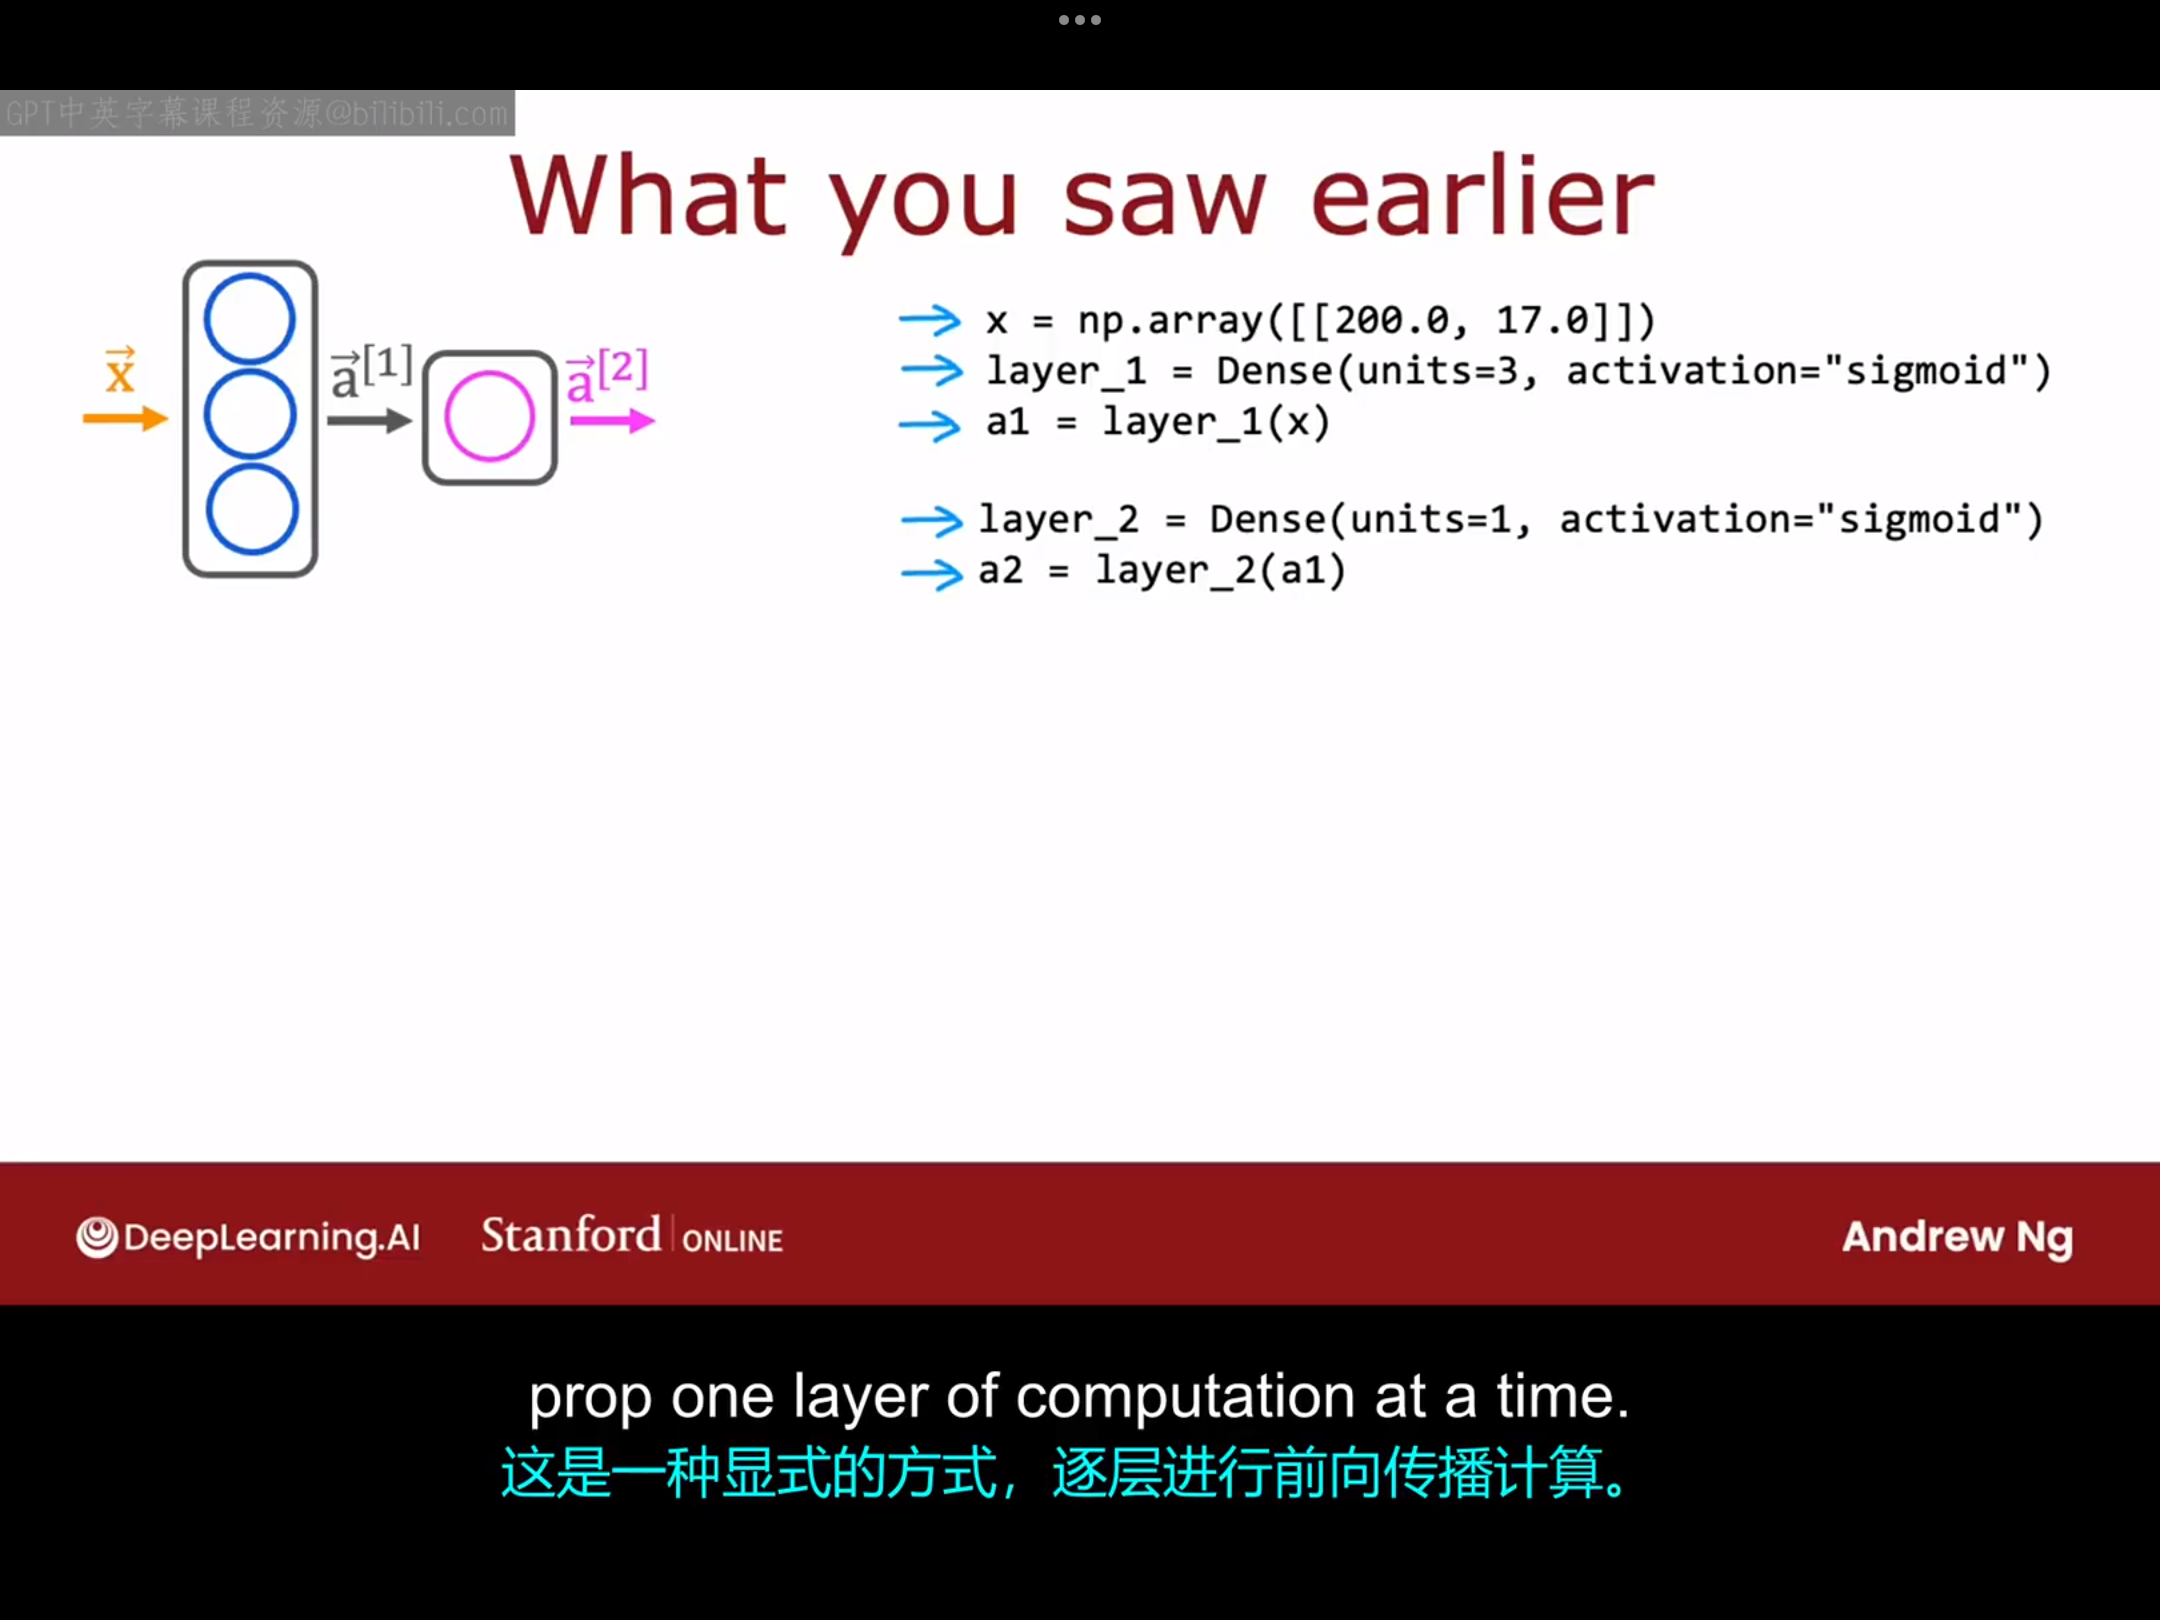 GPT中英字幕课程资源@bilibili.com
What you saw earlier
x⃗
a⃗[1]
a⃗[2]
x = np.array([[200.0, 17.0]])
layer_1 = Dense(units=3, activation="sigmoid")
a1 = layer_1(x)
layer_2 = Dense(units=1, activation="sigmoid")
a2 = layer_2(a1)
DeepLearning.AI
Stanford | ONLINE
Andrew Ng
prop one layer of computation at a time.
这是一种显式的方式，逐层进行前向传播计算。